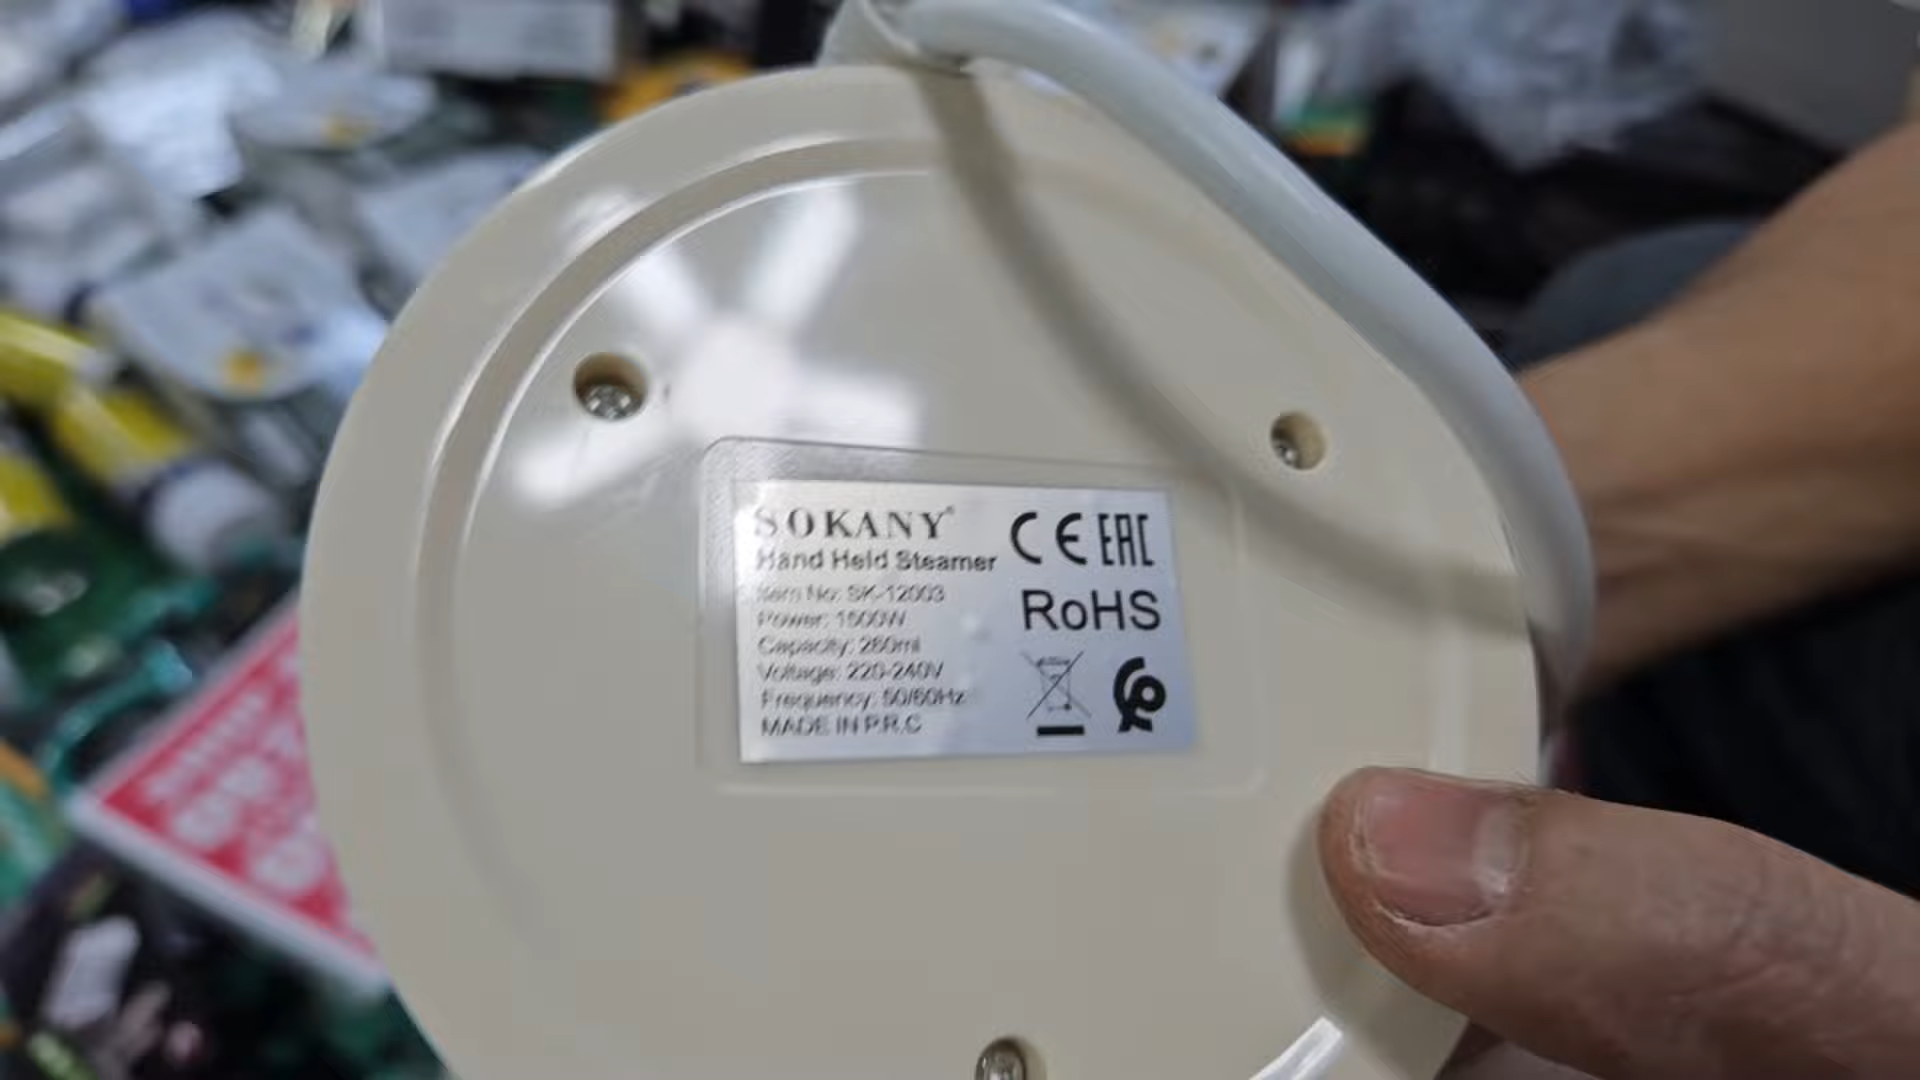 SOKANY®
Hand Held Steamer
Item No: SK-12003
Power: 1500W
Capacity: 260ml
Voltage: 220-240V
Frequency: 50/60Hz
MADE IN P.R.C
CE EAC
RoHS